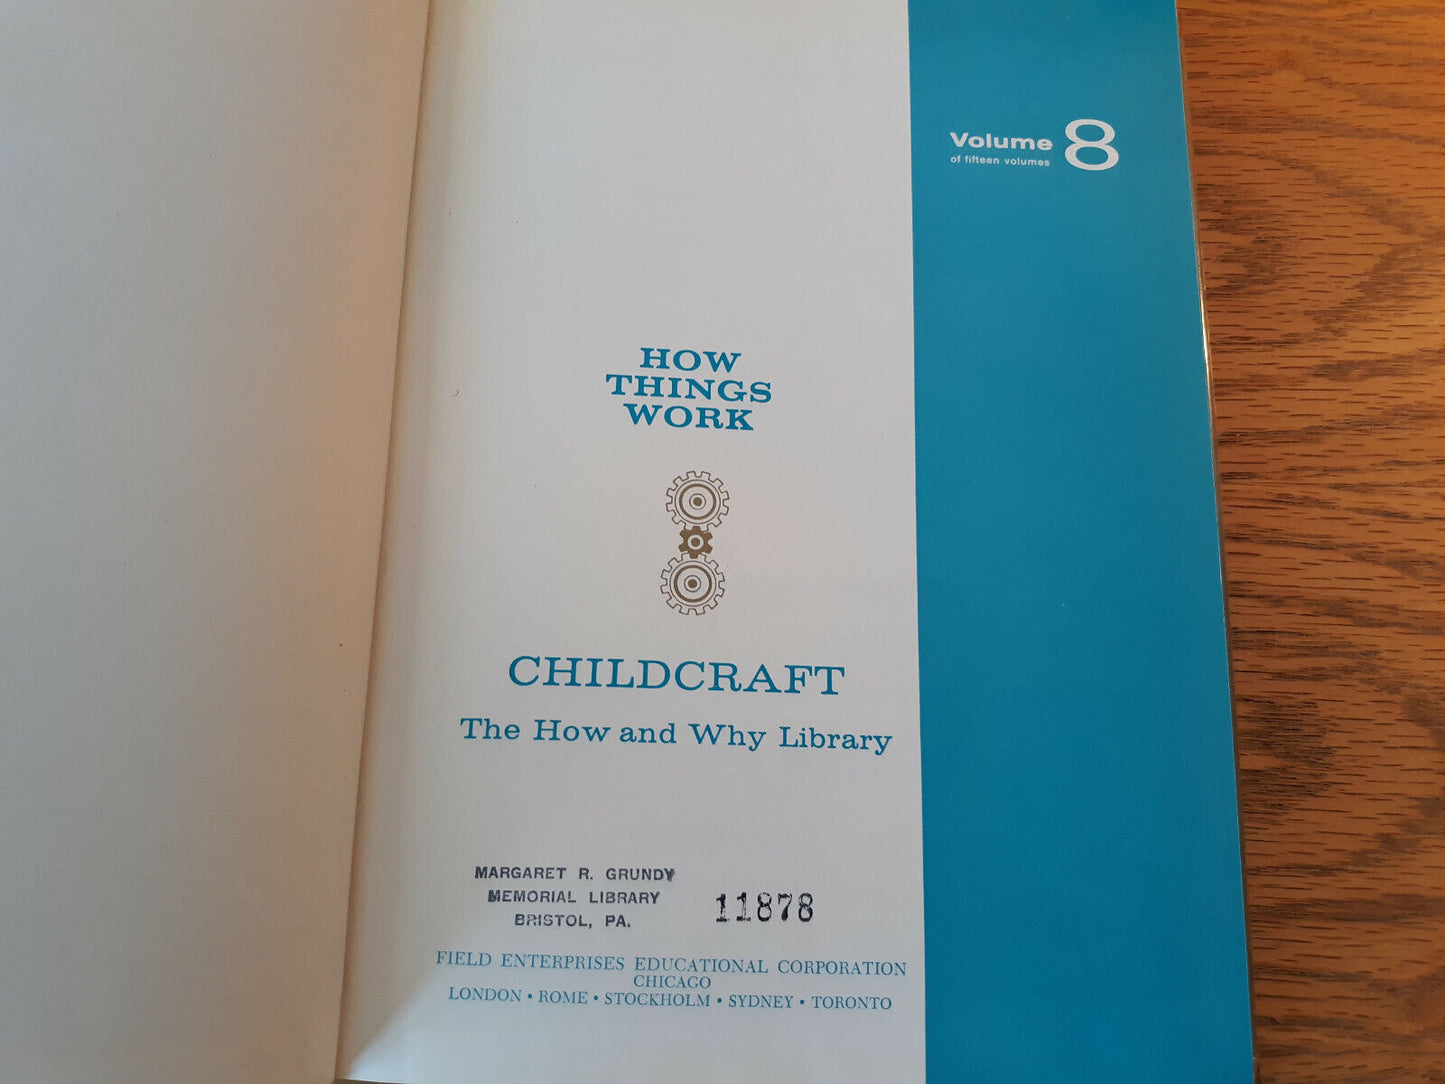 Volume 8
of fifteen volumes
HOW
THINGS
WORK
CHILDCRAFT
The How and Why Library
MARGARET R. GRUNDY
MEMORIAL LIBRARY
BRISTOL, PA.
11878
FIELD ENTERPRISES EDUCATIONAL CORPORATION
CHICAGO
LONDON • ROME • STOCKHOLM • SYDNEY • TORONTO